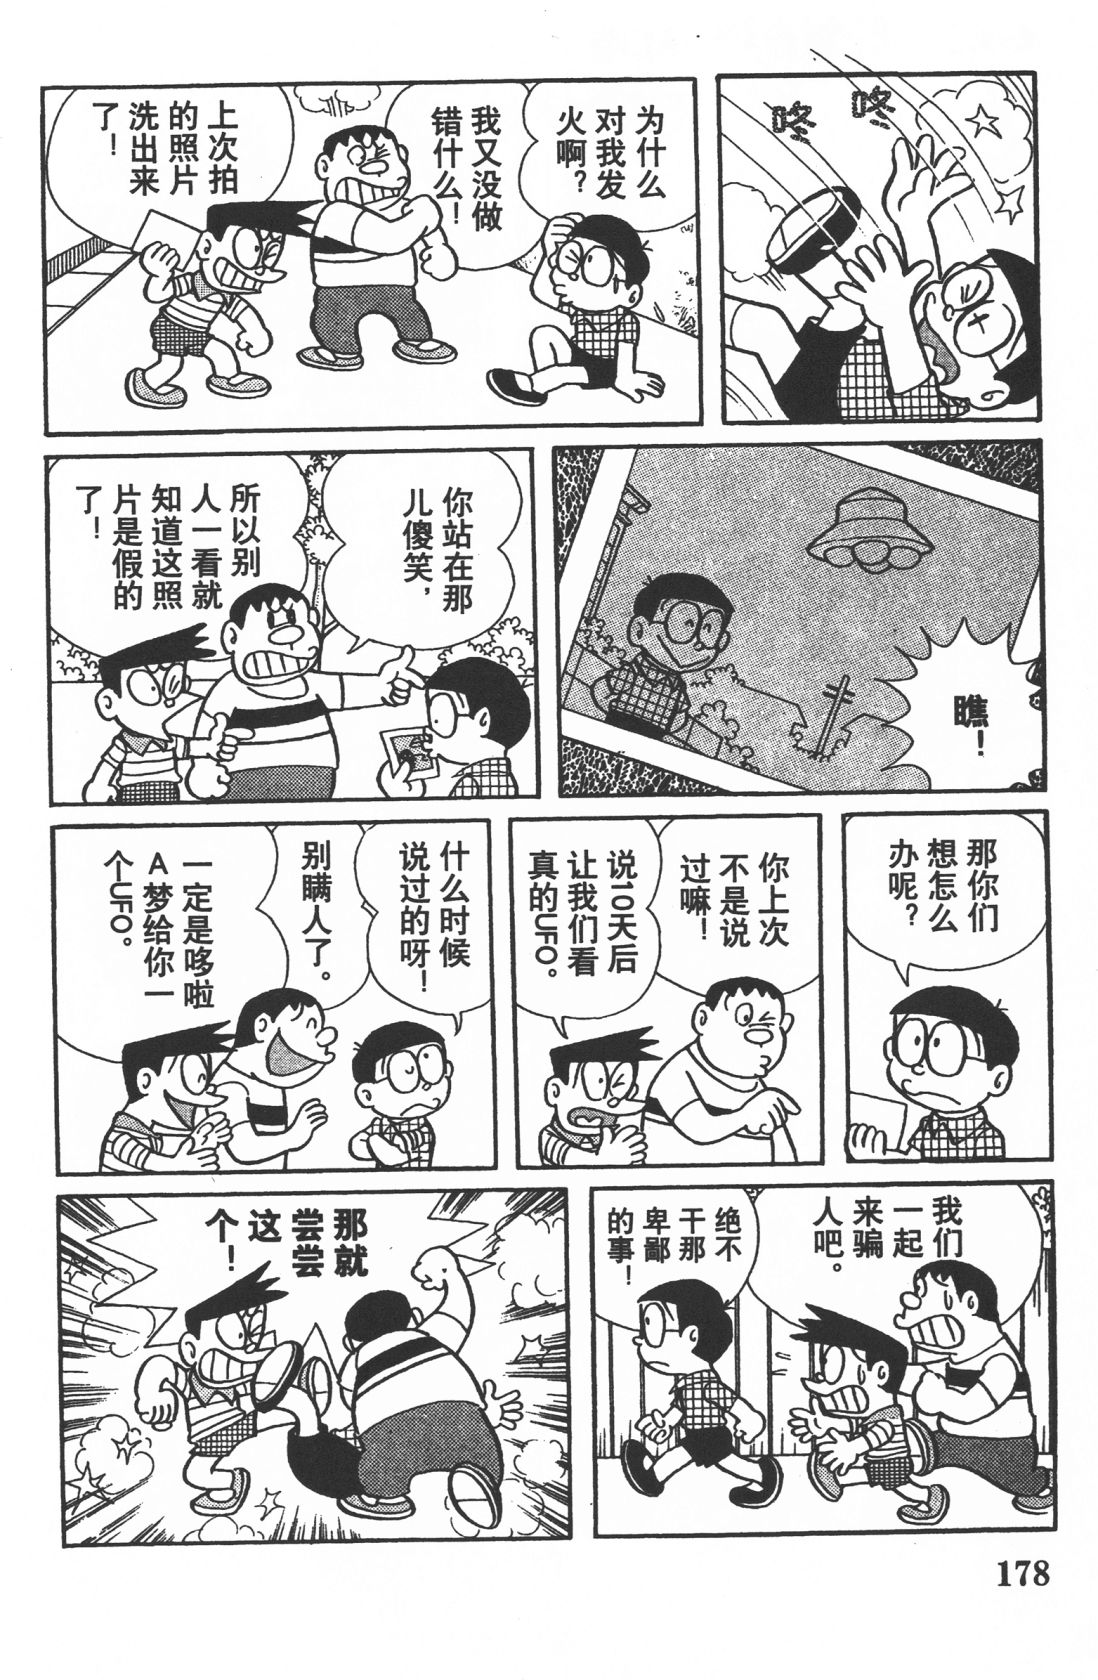 咚
咚
为什么
对我发
火啊？
我又没做
错什么！
上次拍
的照片
洗出来
了！
瞧！
你站在那
儿傻笑，
所以别
人一看就
知道这照
片是假的
了！
那你们
想怎么
办呢？
你上次
不是说
过嘛！
说10天后
让我们看
真的UFO。
什么时候
说过的呀！
别瞒人了。
一定是哆啦
A梦给你一
个UFO。
我们
一起
来骗
人吧。
绝不
干那
卑鄙
的事！
那就
尝尝
这
个！
178